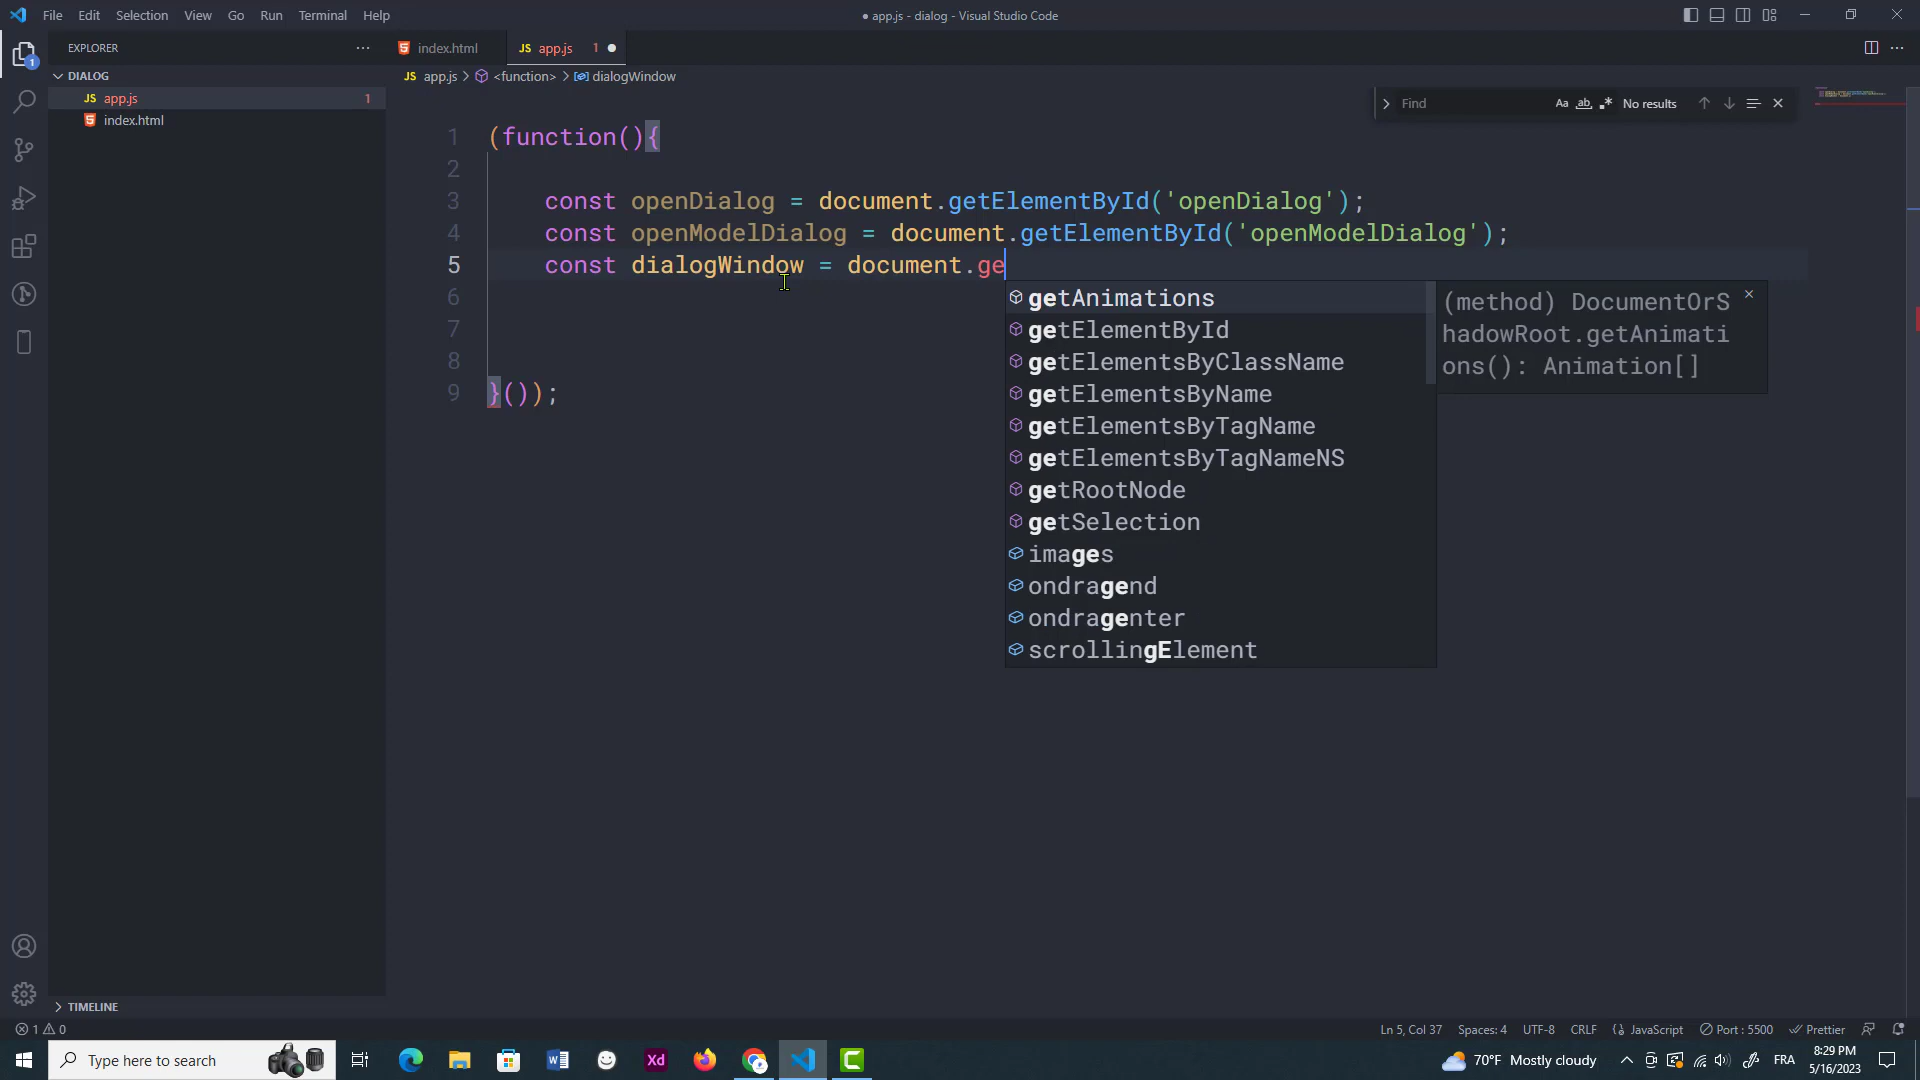 File Edit Selection View Go Run Terminal Help
● app.js - dialog - Visual Studio Code
EXPLORER
DIALOG
JS app.js 1
index.html
TIMELINE
index.html
JS app.js 1
JS app.js > <function> > dialogWindow
Find
Aa ab .* No results
1 (function(){
2
3 const openDialog = document.getElementById('openDialog');
4 const openModelDialog = document.getElementById('openModelDialog');
5 const dialogWindow = document.ge
6
7
8
9 }());
getAnimations
getElementById
getElementsByClassName
getElementsByName
getElementsByTagName
getElementsByTagNameNS
getRootNode
getSelection
images
ondragend
ondragenter
scrollingElement
(method) DocumentOrS
hadowRoot.getAnimati
ons(): Animation[]
1 0
Ln 5, Col 37 Spaces: 4 UTF-8 CRLF {} JavaScript Port : 5500 Prettier
Type here to search
Xd
70°F Mostly cloudy
FRA
8:29 PM
5/16/2023